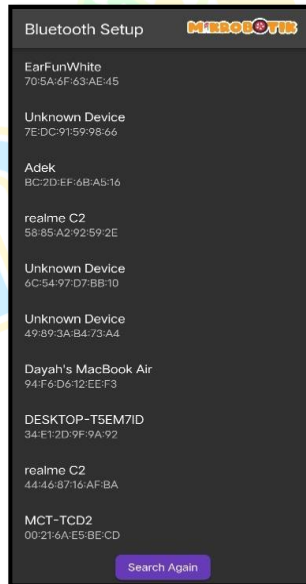 Bluetooth Setup
MIKROBOTIK
EarFunWhite
70:5A:6F:63:AE:45
Unknown Device
7E:DC:91:59:98:66
Adek
BC:2D:EF:6B:A5:16
realme C2
58:85:A2:92:59:2E
Unknown Device
6C:54:97:D7:BB:10
Unknown Device
49:89:3A:B4:73:A4
Dayah's MacBook Air
94:F6:D6:12:EE:F3
DESKTOP-T5EM7ID
34:E1:2D:9F:9A:92
realme C2
44:46:87:16:AF:BA
MCT-TCD2
00:21:6A:E5:BE:CD
Search Again